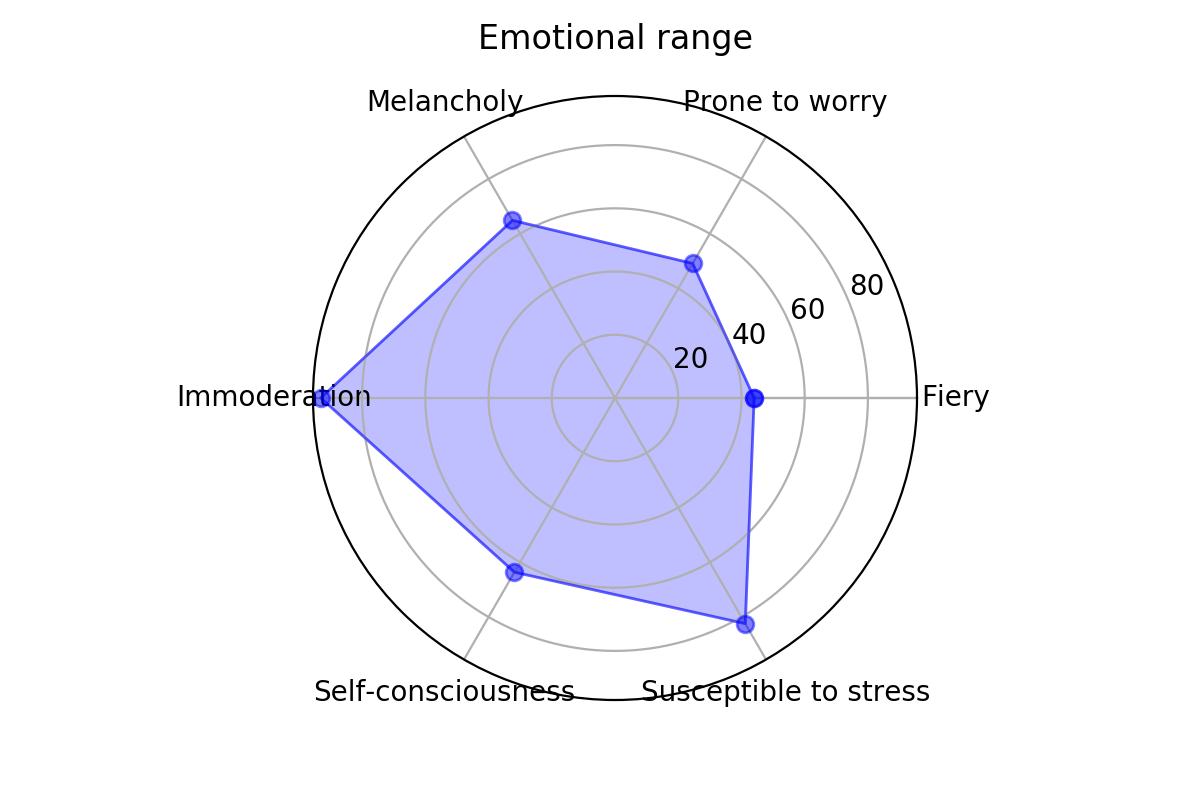 Emotional range
Melancholy
Prone to worry
80
60
40
20
Immoderation
Fiery
Self-consciousness
Susceptible to stress